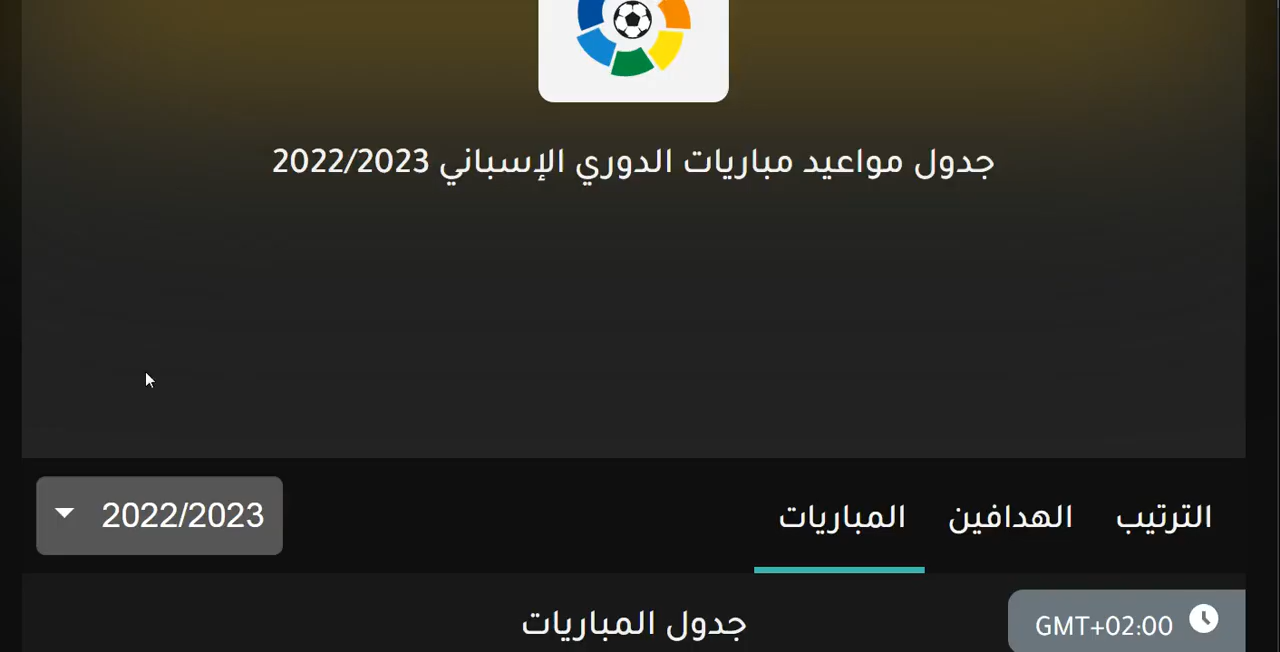 جدول مواعيد مباريات الدوري الإسباني 2022/2023
الترتيب الهدافين المباريات 2022/2023
GMT+02:00 جدول المباريات